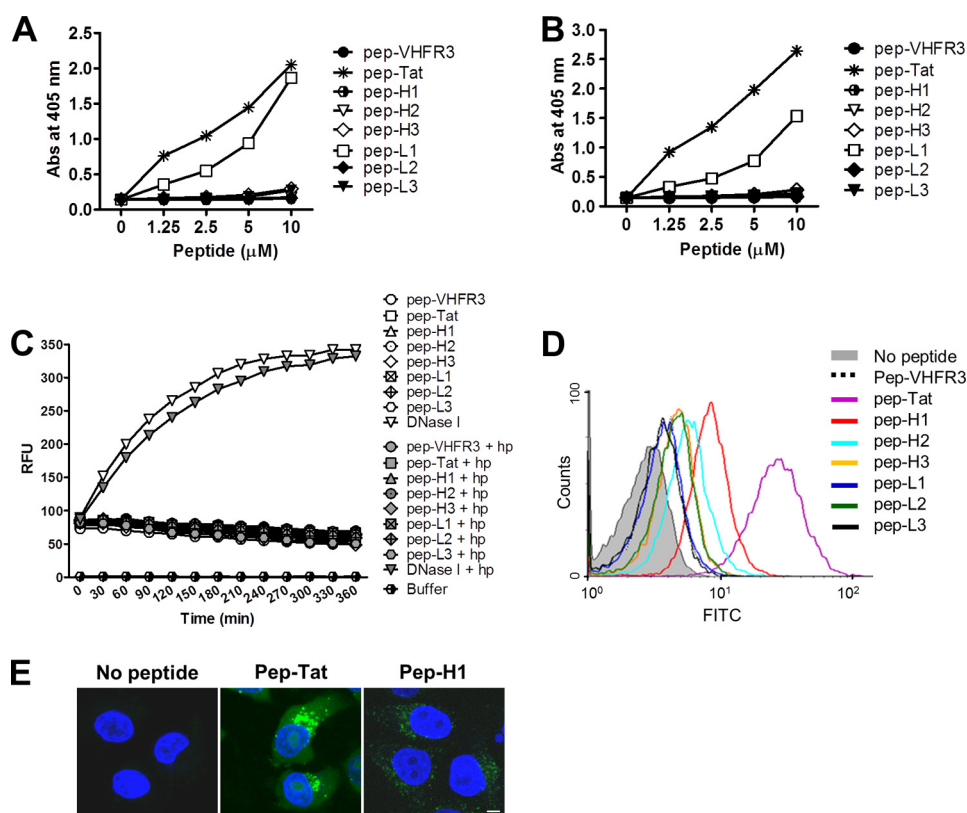 A
Abs at 405 nm
2.5
2.0
1.5
1.0
0.5
0.0
0
1.25
2.5
5
10
Peptide (μM)
pep-VHFR3
pep-Tat
pep-H1
pep-H2
pep-H3
pep-L1
pep-L2
pep-L3
B
Abs at 405 nm
3.0
2.5
2.0
1.5
1.0
0.5
0.0
0
1.25
2.5
5
10
Peptide (μM)
pep-VHFR3
pep-Tat
pep-H1
pep-H2
pep-H3
pep-L1
pep-L2
pep-L3
C
RFU
350
300
250
200
150
100
50
0
0
30
60
90
120
150
180
210
240
270
300
330
360
Time (min)
pep-VHFR3
pep-Tat
pep-H1
pep-H2
pep-H3
pep-L1
pep-L2
pep-L3
DNase I
pep-VHFR3 + hp
pep-Tat + hp
pep-H1 + hp
pep-H2 + hp
pep-H3 + hp
pep-L1 + hp
pep-L2 + hp
pep-L3 + hp
DNase I + hp
Buffer
D
Counts
100
0
10⁰
10¹
10²
FITC
No peptide
Pep-VHFR3
pep-Tat
pep-H1
pep-H2
pep-H3
pep-L1
pep-L2
pep-L3
E
No peptide
Pep-Tat
Pep-H1